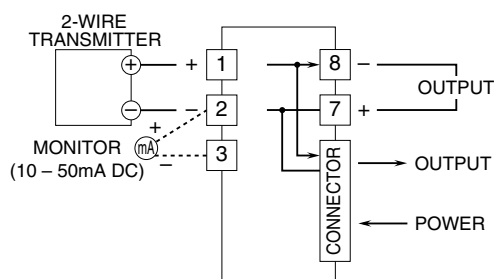 2-WIRE
TRANSMITTER
+ + 1 8 −
OUTPUT
− − 2 7 +
MONITOR + mA − 3
(10 – 50mA DC)
CONNECTOR
OUTPUT
POWER